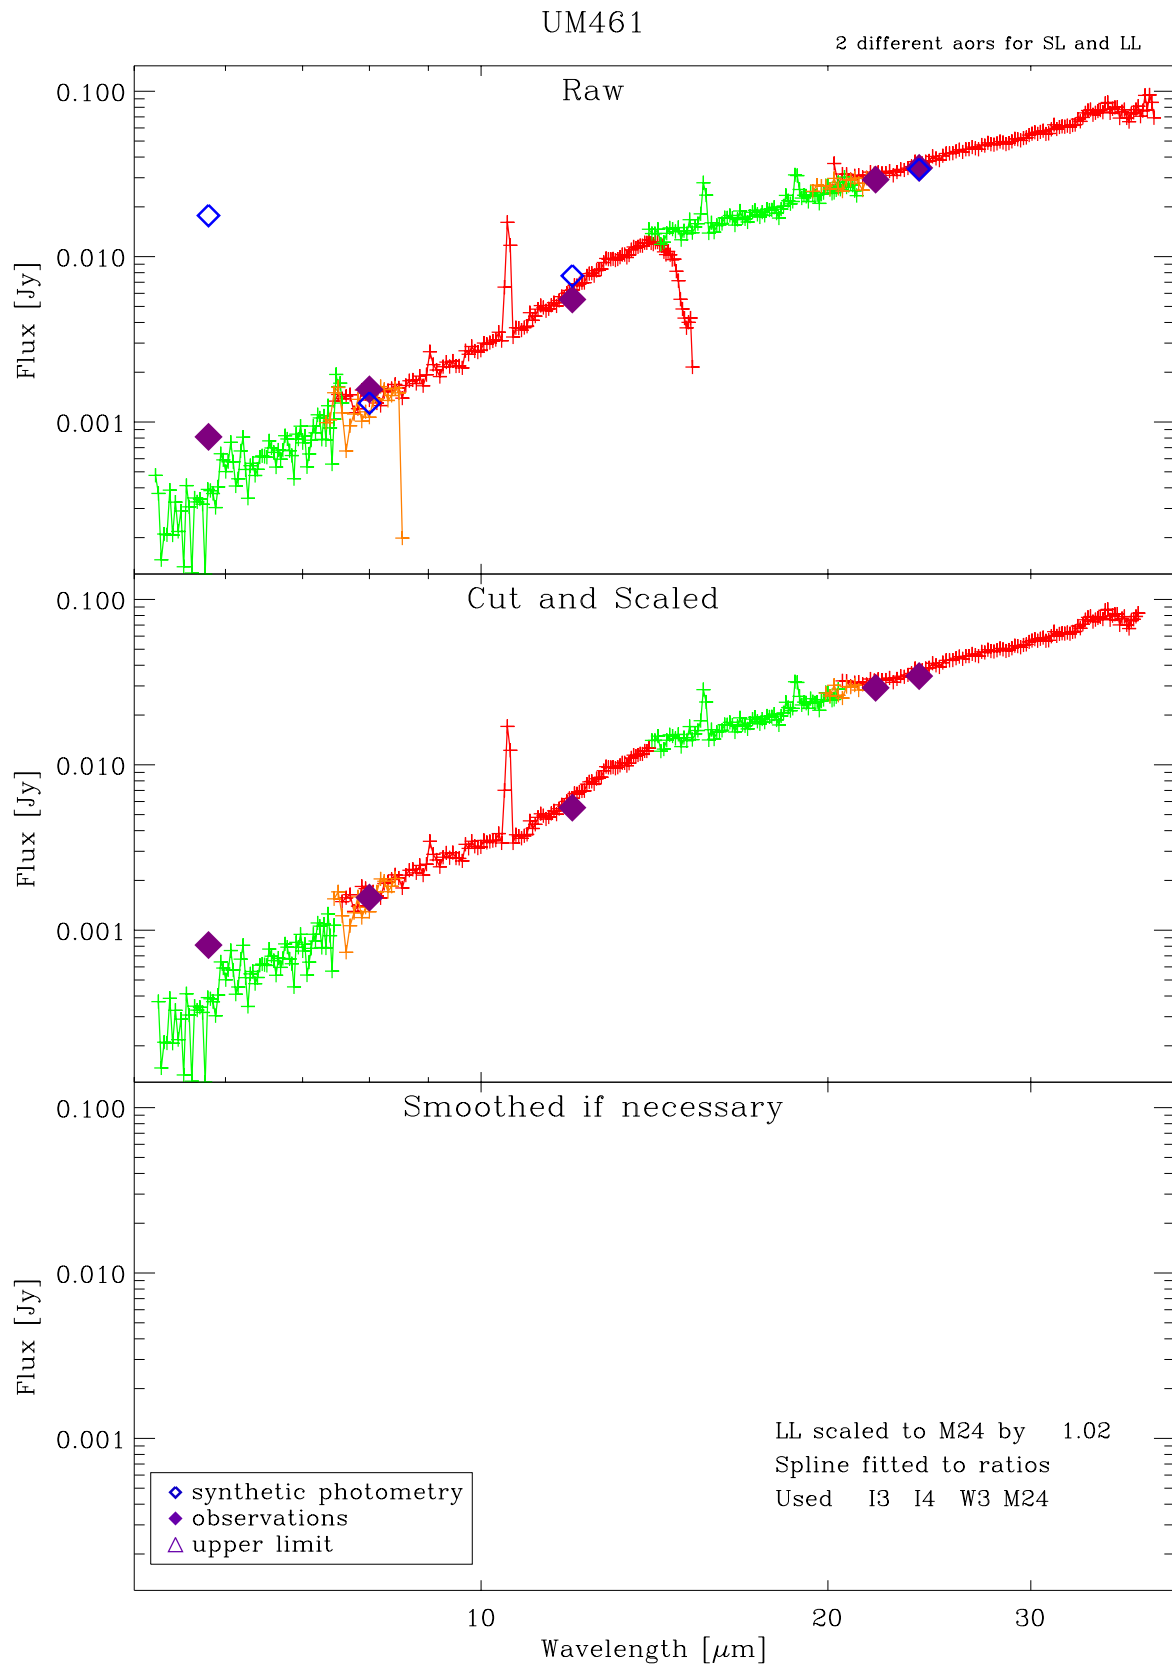 UM461
2 different aors for SL and LL
Raw
0.100
0.010
0.001
Flux [Jy]
Cut and Scaled
0.100
0.010
0.001
Flux [Jy]
Smoothed if necessary
0.100
0.010
0.001
Flux [Jy]
LL scaled to M24 by 1.02
Spline fitted to ratios
Used I3 I4 W3 M24
synthetic photometry
observations
upper limit
10 20 30
Wavelength [μm]